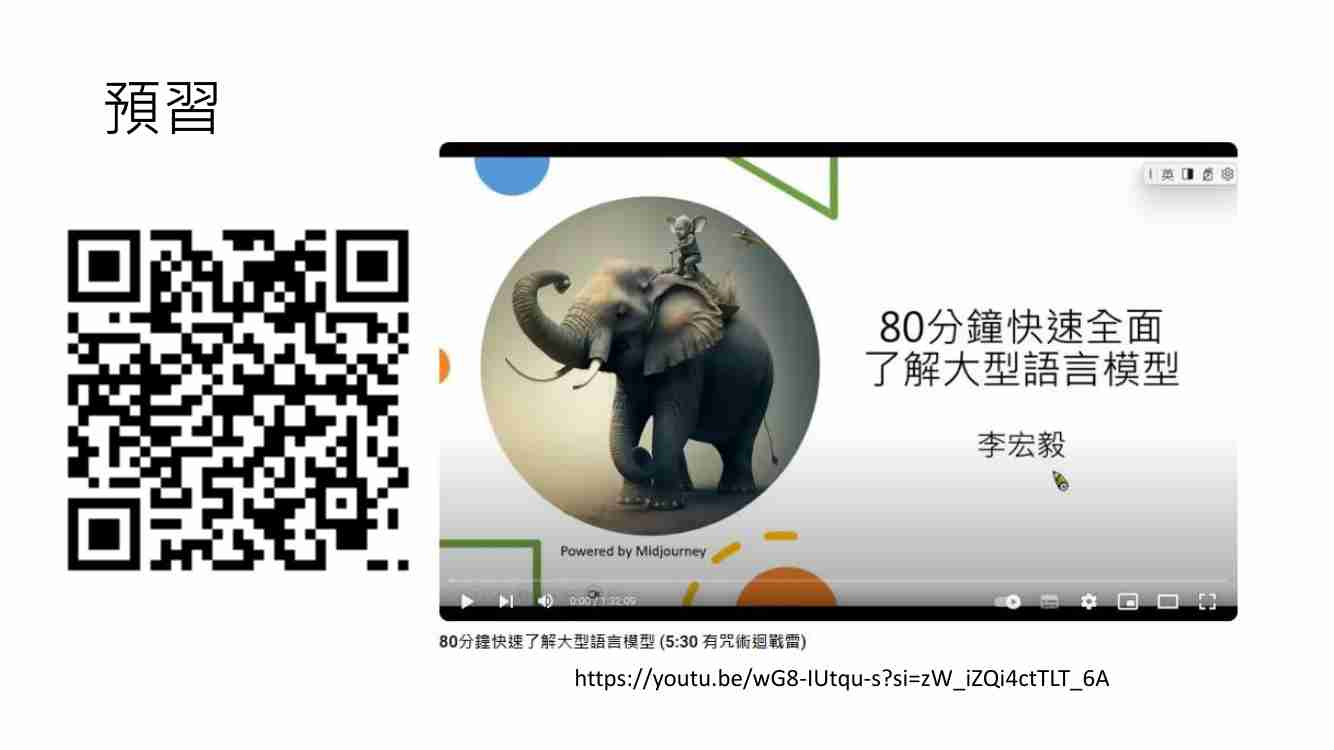 預習
英
80分鐘快速全面
了解大型語言模型
李宏毅
Powered by Midjourney
0:00 / 1:32:09
80分鐘快速了解大型語言模型 (5:30 有咒術迴戰雷)
https://youtu.be/wG8-IUtqu-s?si=zW_iZQi4ctTLT_6A